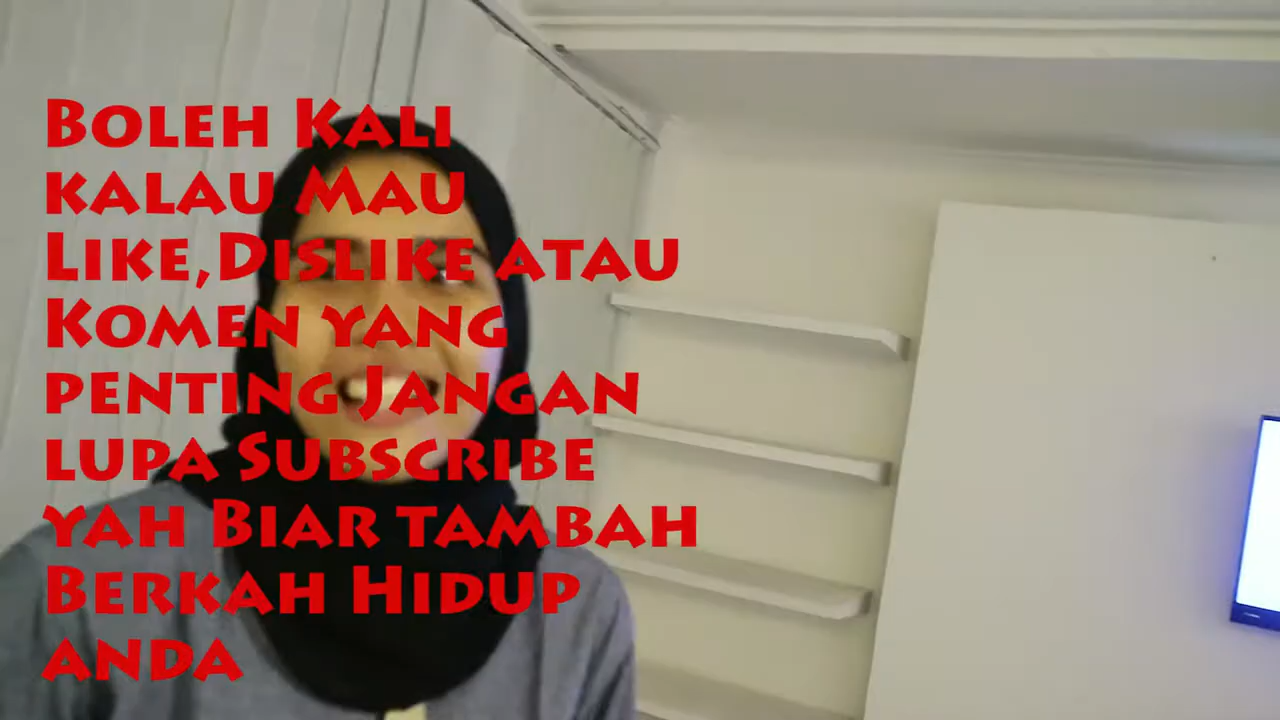 Boleh Kali
kalau Mau
Like,Dislike atau
Komen yang
penting Jangan
lupa Subscribe
yah Biar tambah
Berkah Hidup
anda